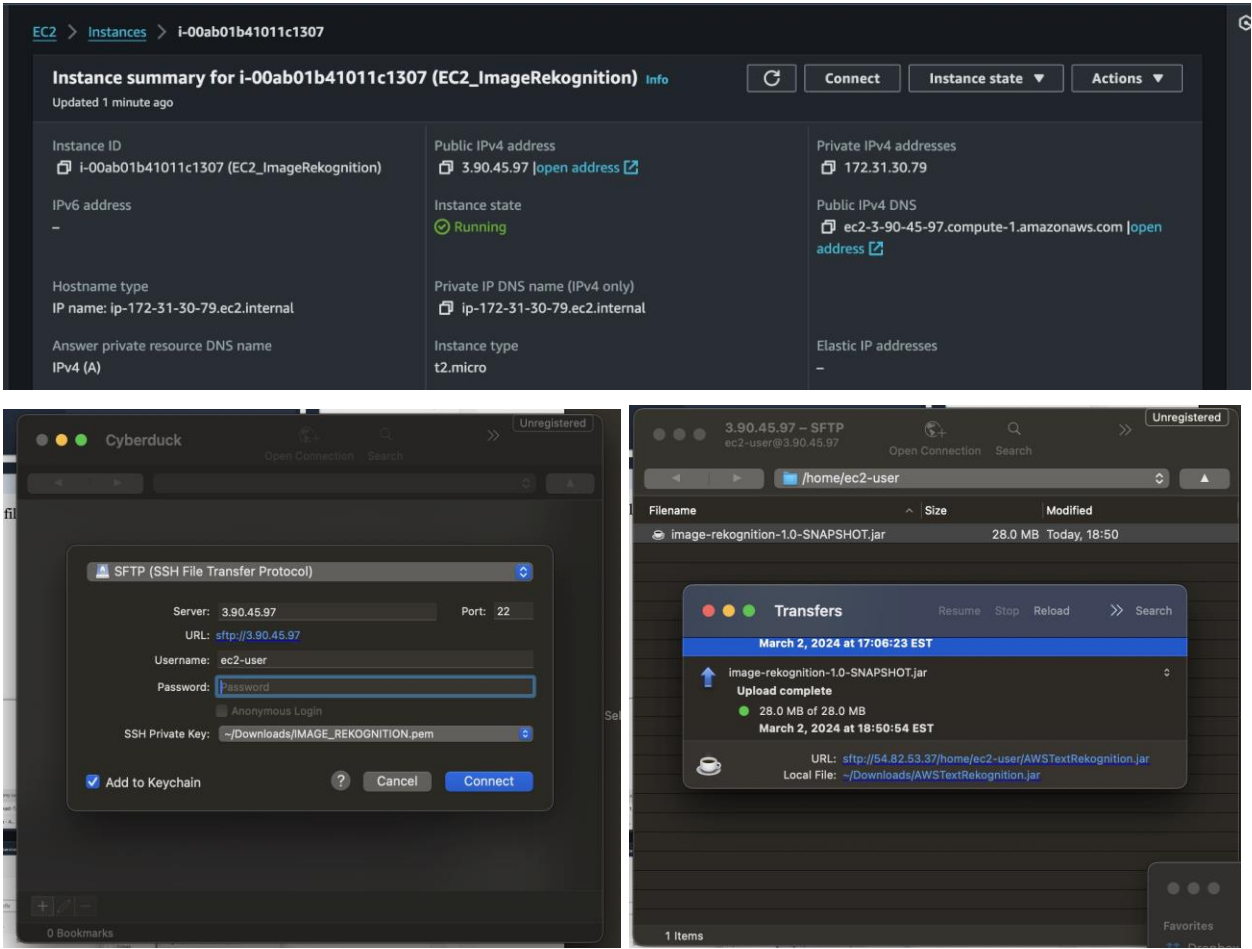 EC2 > Instances > i-00ab01b41011c1307
Instance summary for i-00ab01b41011c1307 (EC2_ImageRekognition) Info
Connect
Instance state ▼
Actions ▼
Updated 1 minute ago
Instance ID
i-00ab01b41011c1307 (EC2_ImageRekognition)
Public IPv4 address
3.90.45.97 |open address
Private IPv4 addresses
172.31.30.79
IPv6 address
–
Instance state
Running
Public IPv4 DNS
ec2-3-90-45-97.compute-1.amazonaws.com |open
address
Hostname type
IP name: ip-172-31-30-79.ec2.internal
Private IP DNS name (IPv4 only)
ip-172-31-30-79.ec2.internal
Answer private resource DNS name
IPv4 (A)
Instance type
t2.micro
Elastic IP addresses
–
Unregistered
Cyberduck
Open Connection Search
SFTP (SSH File Transfer Protocol)
Server: 3.90.45.97 Port: 22
URL: sftp://3.90.45.97
Username: ec2-user
Password: Password
Anonymous Login
SSH Private Key: ~/Downloads/IMAGE_REKOGNITION.pem
Add to Keychain ? Cancel Connect
0 Bookmarks
Unregistered
3.90.45.97 – SFTP
ec2-user@3.90.45.97
Open Connection Search
/home/ec2-user
Filename Size Modified
image-rekognition-1.0-SNAPSHOT.jar 28.0 MB Today, 18:50
Transfers Resume Stop Reload >> Search
March 2, 2024 at 17:06:23 EST
image-rekognition-1.0-SNAPSHOT.jar
Upload complete
28.0 MB of 28.0 MB
March 2, 2024 at 18:50:54 EST
URL: sftp://54.82.53.37/home/ec2-user/AWSTextRekognition.jar
Local File: ~/Downloads/AWSTextRekognition.jar
1 Items
Favorites